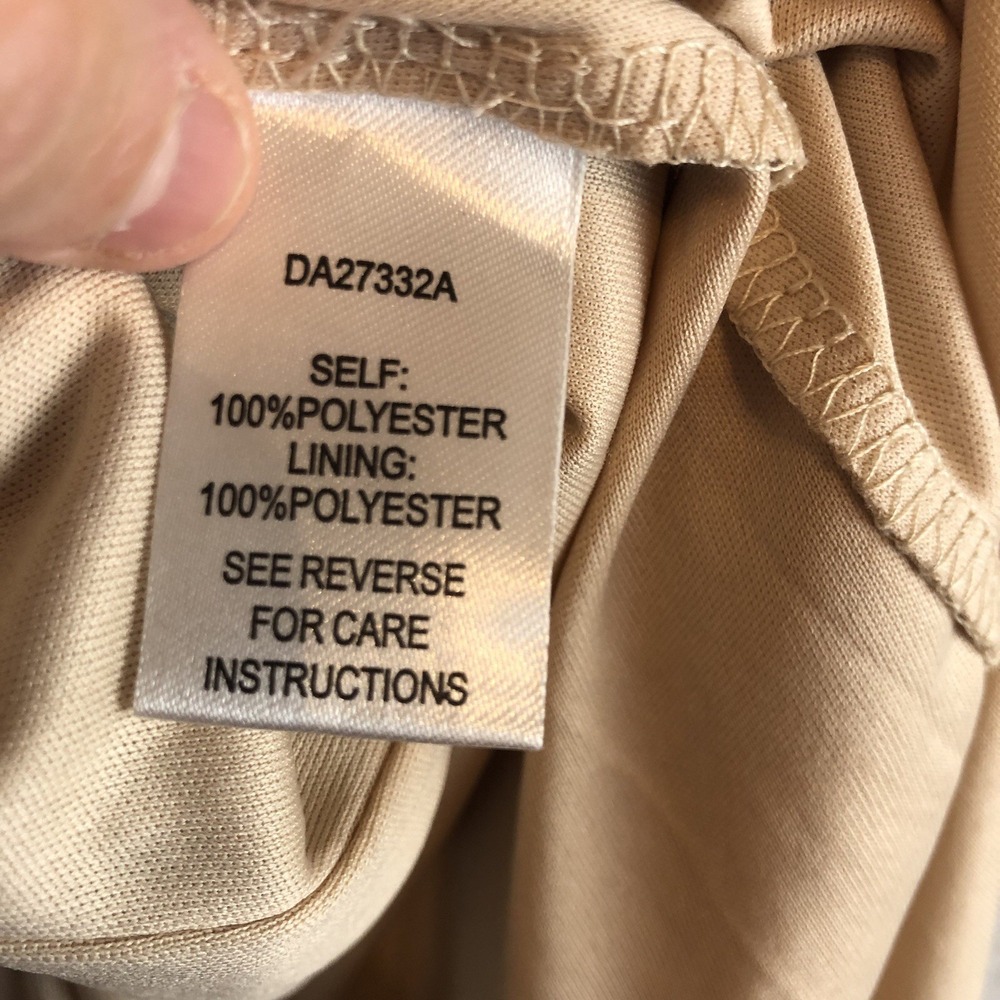 DA27332A
SELF:
100%POLYESTER
LINING:
100%POLYESTER
SEE REVERSE
FOR CARE
INSTRUCTIONS